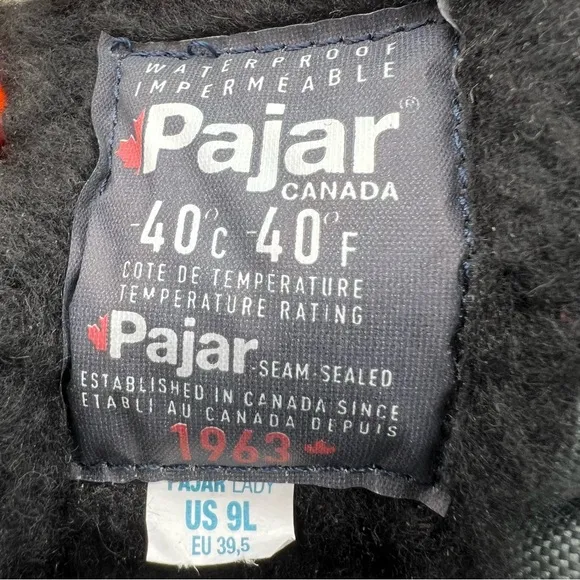 WATERPROOF
IMPERMÉABLE
Pajar®
CANADA
-40°C -40°F
COTE DE TEMPÉRATURE
TEMPERATURE RATING
Pajar-SEAM-SEALED
ESTABLISHED IN CANADA SINCE
ÉTABLI AU CANADA DEPUIS
1963
PAJAR LADY
US 9L
EU 39,5